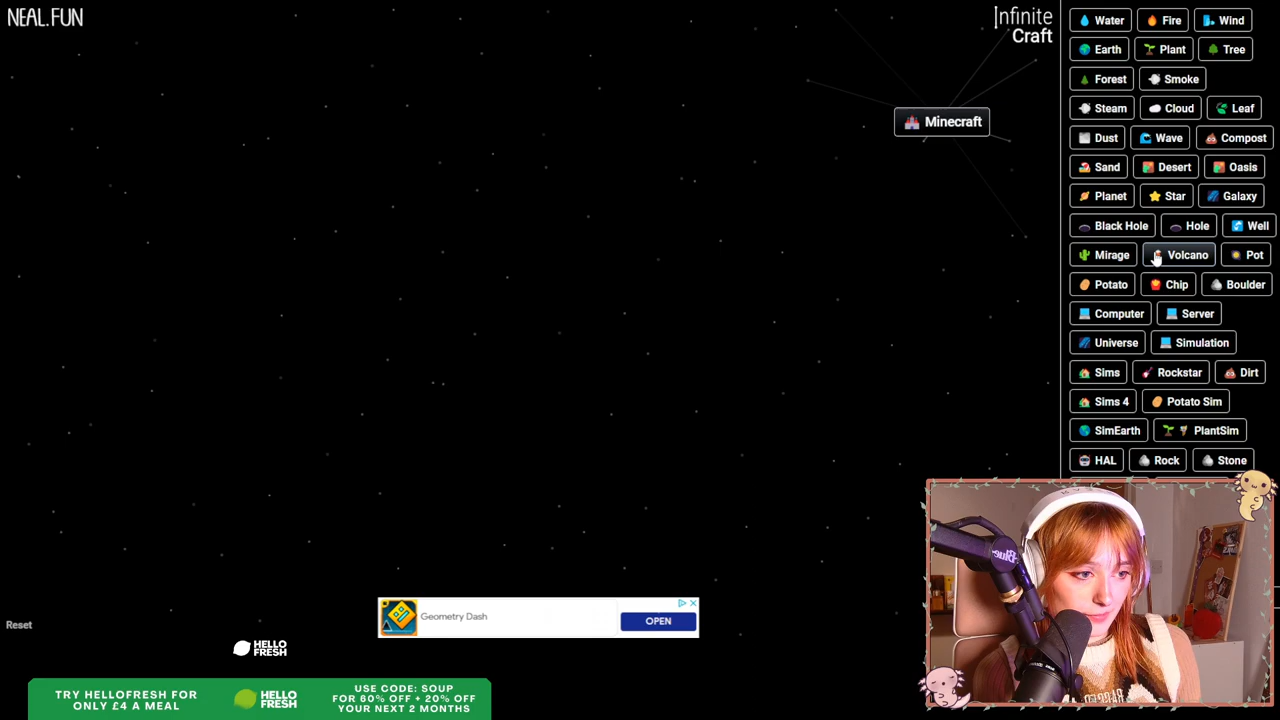 NEAL.FUN
Infinite
Craft
Minecraft
Water Fire Wind
Earth Plant Tree
Forest Smoke
Steam Cloud Leaf
Dust Wave Compost
Sand Desert Oasis
Planet Star Galaxy
Black Hole Hole Well
Mirage Volcano Pot
Potato Chip Boulder
Computer Server
Universe Simulation
Sims Rockstar Dirt
Sims 4 Potato Sim
SimEarth PlantSim
HAL Rock Stone
Geometry Dash
OPEN
Reset
HELLO
FRESH
TRY HELLOFRESH FOR
ONLY £4 A MEAL
HELLO
FRESH
USE CODE: SOUP
FOR 60% OFF + 20% OFF
YOUR NEXT 2 MONTHS
Blue